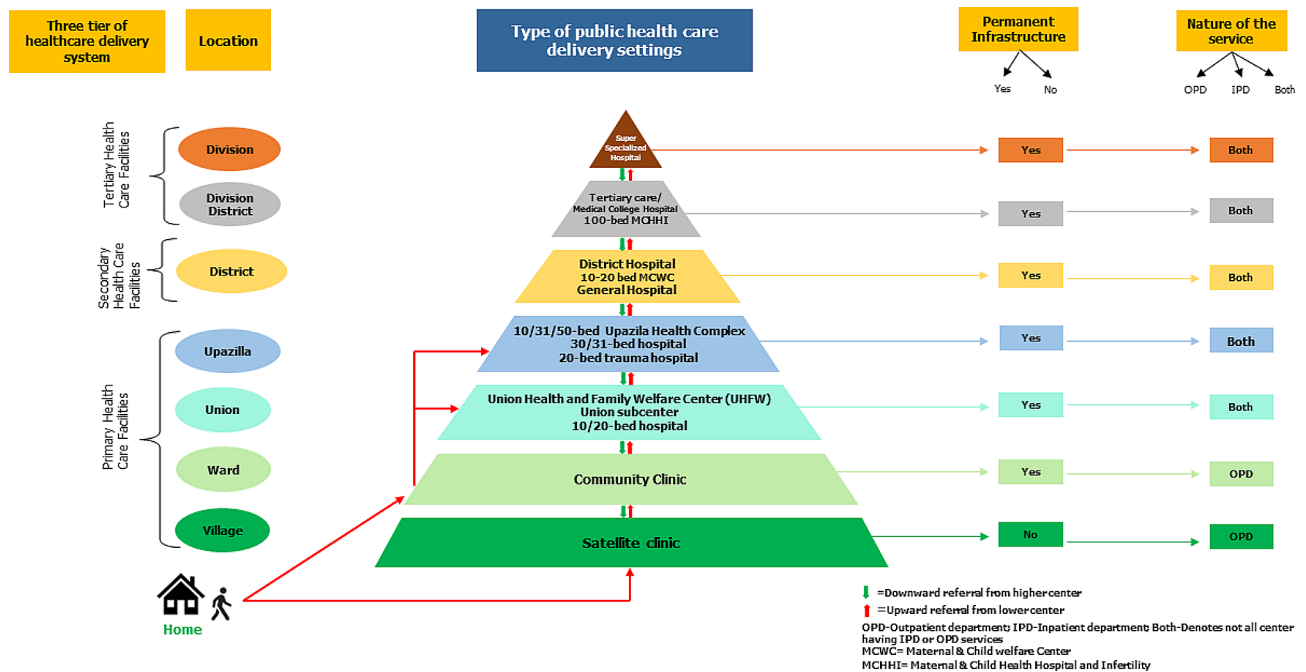 Three tier of
healthcare delivery
system
Location
Type of public health care
delivery settings
Permanent
Infrastructure
Nature of the
service
Yes
No
OPD
IPD
Both
Tertiary Health
Care Facilities
Division
Super
Specialized
Hospital
Yes
Both
Division
District
Tertiary care/
Medical College Hospital
100-bed MCHHI
Yes
Both
Secondary
Health Care
Facilities
District
District Hospital
10-20 bed MCWC
General Hospital
Yes
Both
Primary Health
Care Facilities
Upazilla
10/31/50-bed Upazila Health Complex
30/31-bed hospital
20-bed trauma hospital
Yes
Both
Union
Union Health and Family Welfare Center (UHFW)
Union subcenter
10/20-bed hospital
Yes
Both
Ward
Community Clinic
Yes
OPD
Village
Satellite clinic
No
OPD
Home
=Downward referral from higher center
=Upward referral from lower center
OPD-Outpatient department; IPD-Inpatient department; Both-Denotes not all center
having IPD or OPD services
MCWC= Maternal & Child welfare Center
MCHHI= Maternal & Child Health Hospital and Infertility